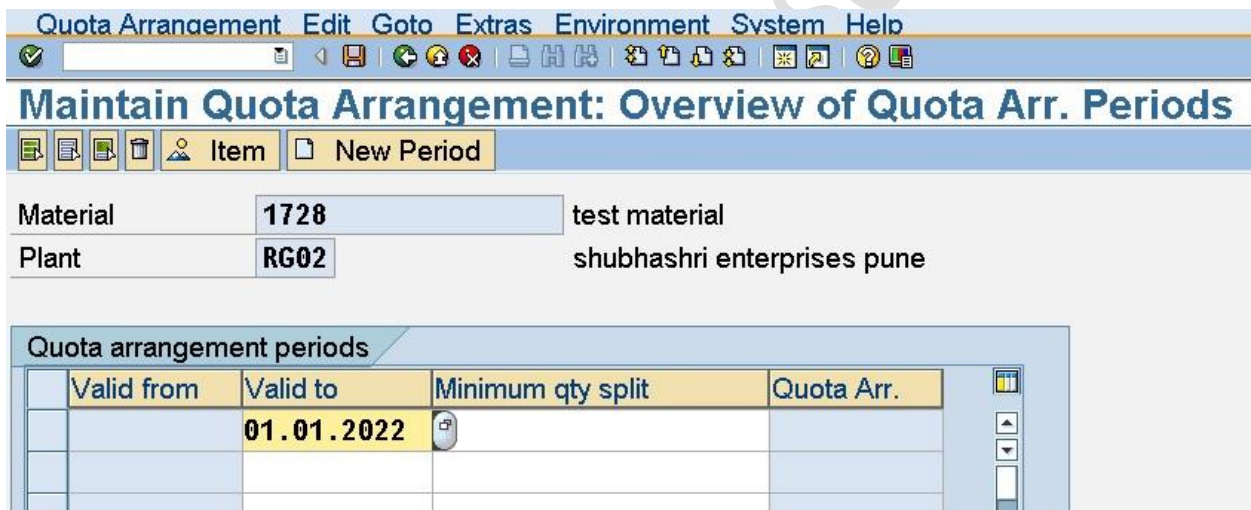 Quota Arrangement Edit Goto Extras Environment System Help
Maintain Quota Arrangement: Overview of Quota Arr. Periods
Item New Period
Material 1728 test material
Plant RG02 shubhashri enterprises pune
Quota arrangement periods
Valid from Valid to Minimum qty split Quota Arr.
01.01.2022